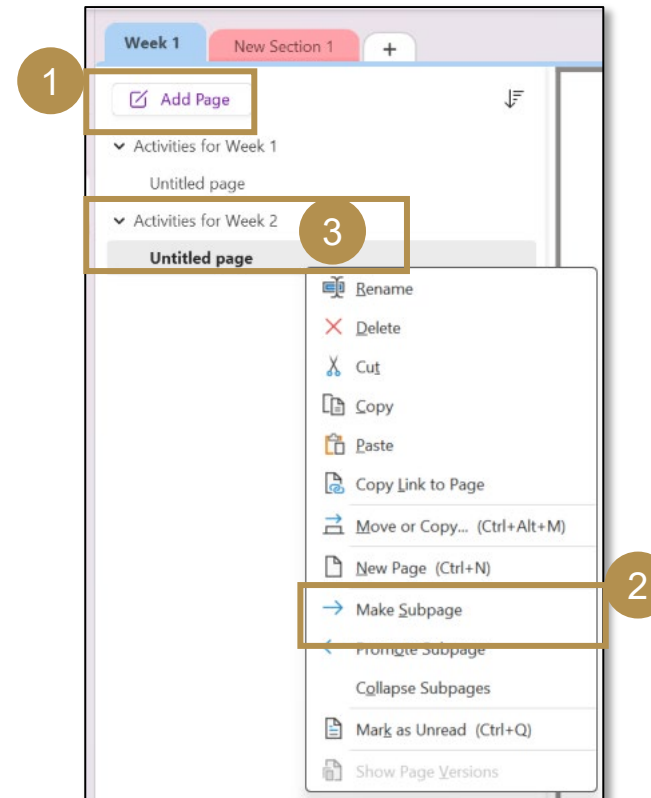 Week 1
New Section 1
+
1
Add Page
Activities for Week 1
Untitled page
Activities for Week 2
3
Untitled page
Rename
Delete
Cut
Copy
Paste
Copy Link to Page
Move or Copy... (Ctrl+Alt+M)
New Page (Ctrl+N)
2
Make Subpage
Promote Subpage
Collapse Subpages
Mark as Unread (Ctrl+Q)
Show Page Versions